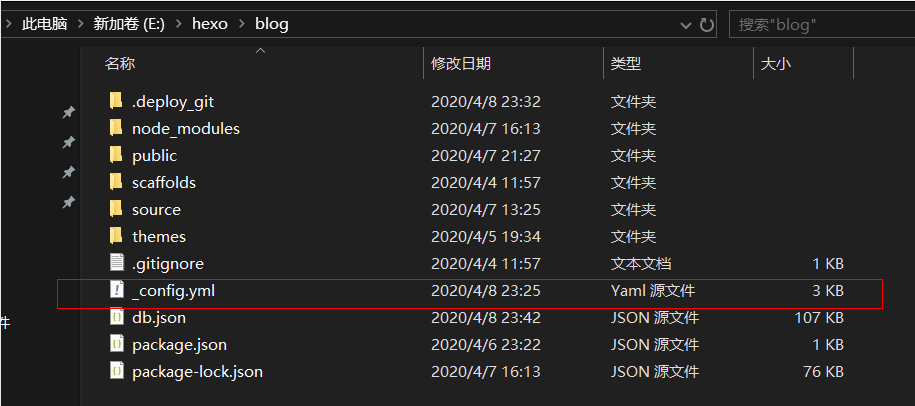 此电脑 > 新加卷 (E:) > hexo > blog 搜索"blog"
名称 修改日期 类型 大小
.deploy_git 2020/4/8 23:32 文件夹
node_modules 2020/4/7 16:13 文件夹
public 2020/4/7 21:27 文件夹
scaffolds 2020/4/4 11:57 文件夹
source 2020/4/7 13:25 文件夹
themes 2020/4/5 19:34 文件夹
.gitignore 2020/4/4 11:57 文本文档 1 KB
_config.yml 2020/4/8 23:25 Yaml 源文件 3 KB
件
db.json 2020/4/8 23:42 JSON 源文件 107 KB
package.json 2020/4/6 23:22 JSON 源文件 1 KB
package-lock.json 2020/4/7 16:13 JSON 源文件 76 KB